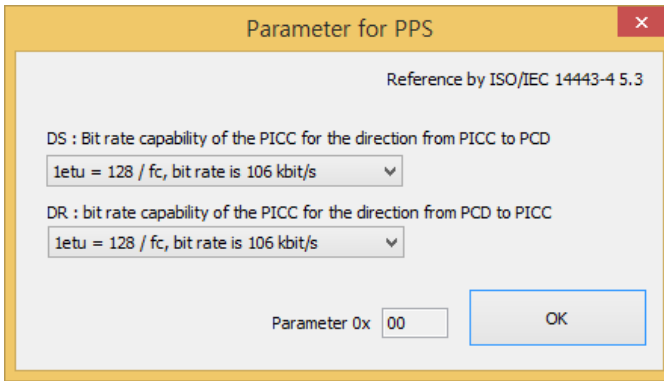 Parameter for PPS
Reference by ISO/IEC 14443-4 5.3
DS : Bit rate capability of the PICC for the direction from PICC to PCD
1etu = 128 / fc, bit rate is 106 kbit/s
DR : bit rate capability of the PICC for the direction from PCD to PICC
1etu = 128 / fc, bit rate is 106 kbit/s
Parameter 0x 00 OK